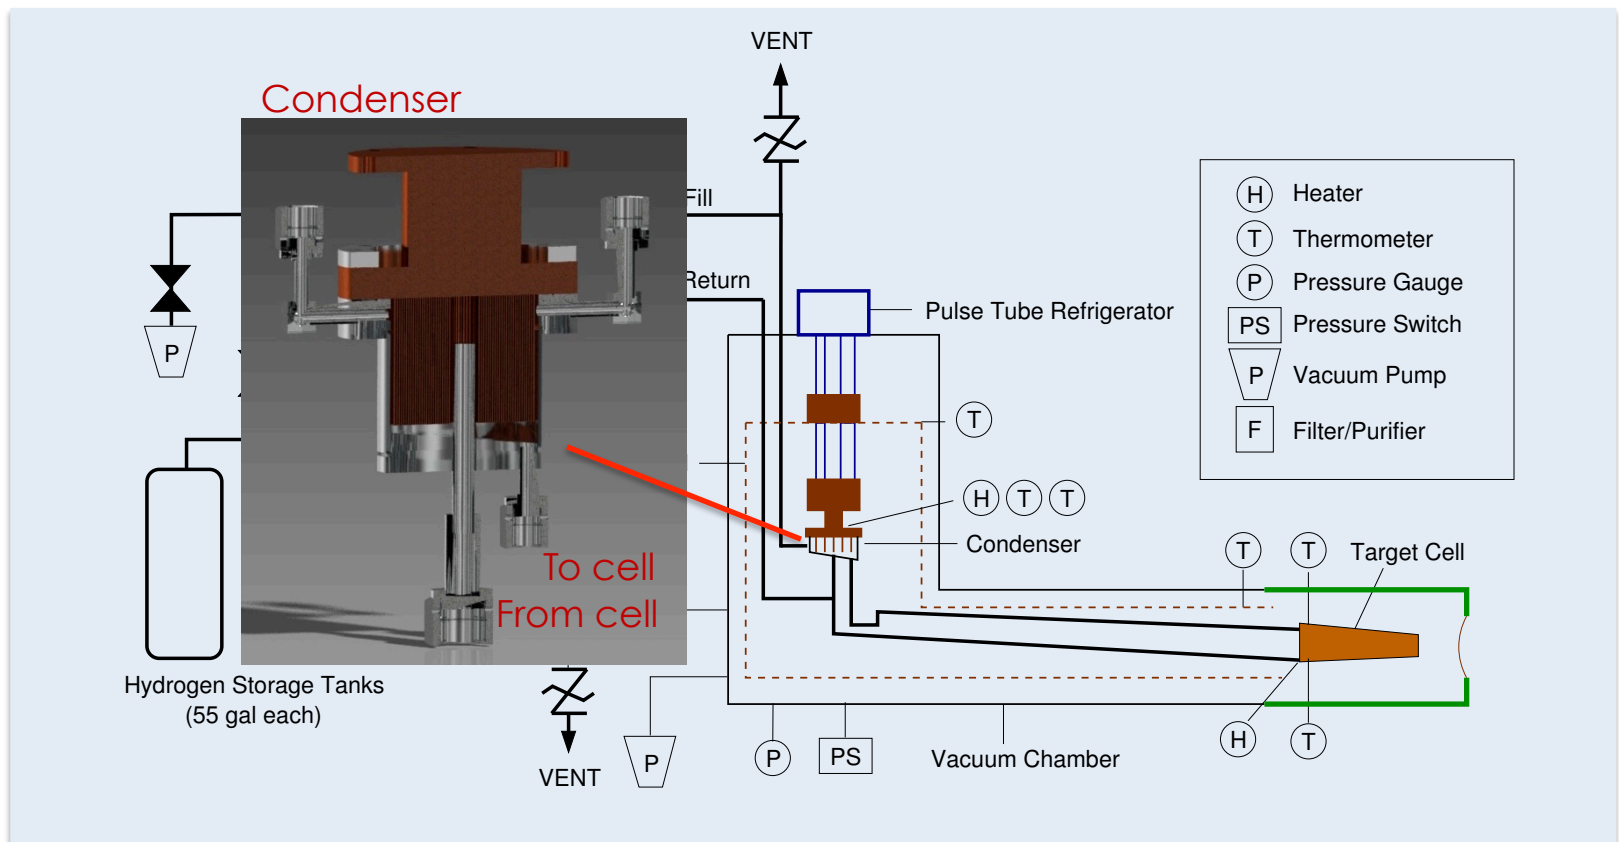 VENT
Condenser
Fill
Return
P
Pulse Tube Refrigerator
H Heater
T Thermometer
P Pressure Gauge
PS Pressure Switch
P Vacuum Pump
F Filter/Purifier
T
H T T
Condenser
To cell
From cell
T T Target Cell
Hydrogen Storage Tanks
(55 gal each)
VENT
P
P
PS
Vacuum Chamber
H
T